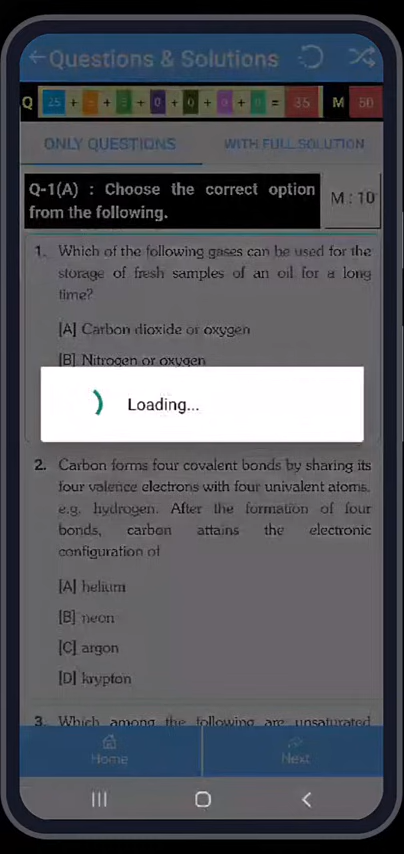 Questions & Solutions
Q 25 + 5 + 5 + 0 + 0 + 0 + 0 = 35 M 50
ONLY QUESTIONS WITH FULL SOLUTION
Q-1(A) : Choose the correct option
from the following.
M : 10
1. Which of the following gases can be used for the
storage of fresh samples of an oil for a long
time?
[A] Carbon dioxide or oxygen
[B] Nitrogen or oxygen
Loading...
2. Carbon forms four covalent bonds by sharing its
four valence electrons with four univalent atoms,
e.g. hydrogen. After the formation of four
bonds, carbon attains the electronic
configuration of
[A] helium
[B] neon
[C] argon
[D] krypton
3. Which among the following are unsaturated
Home Next